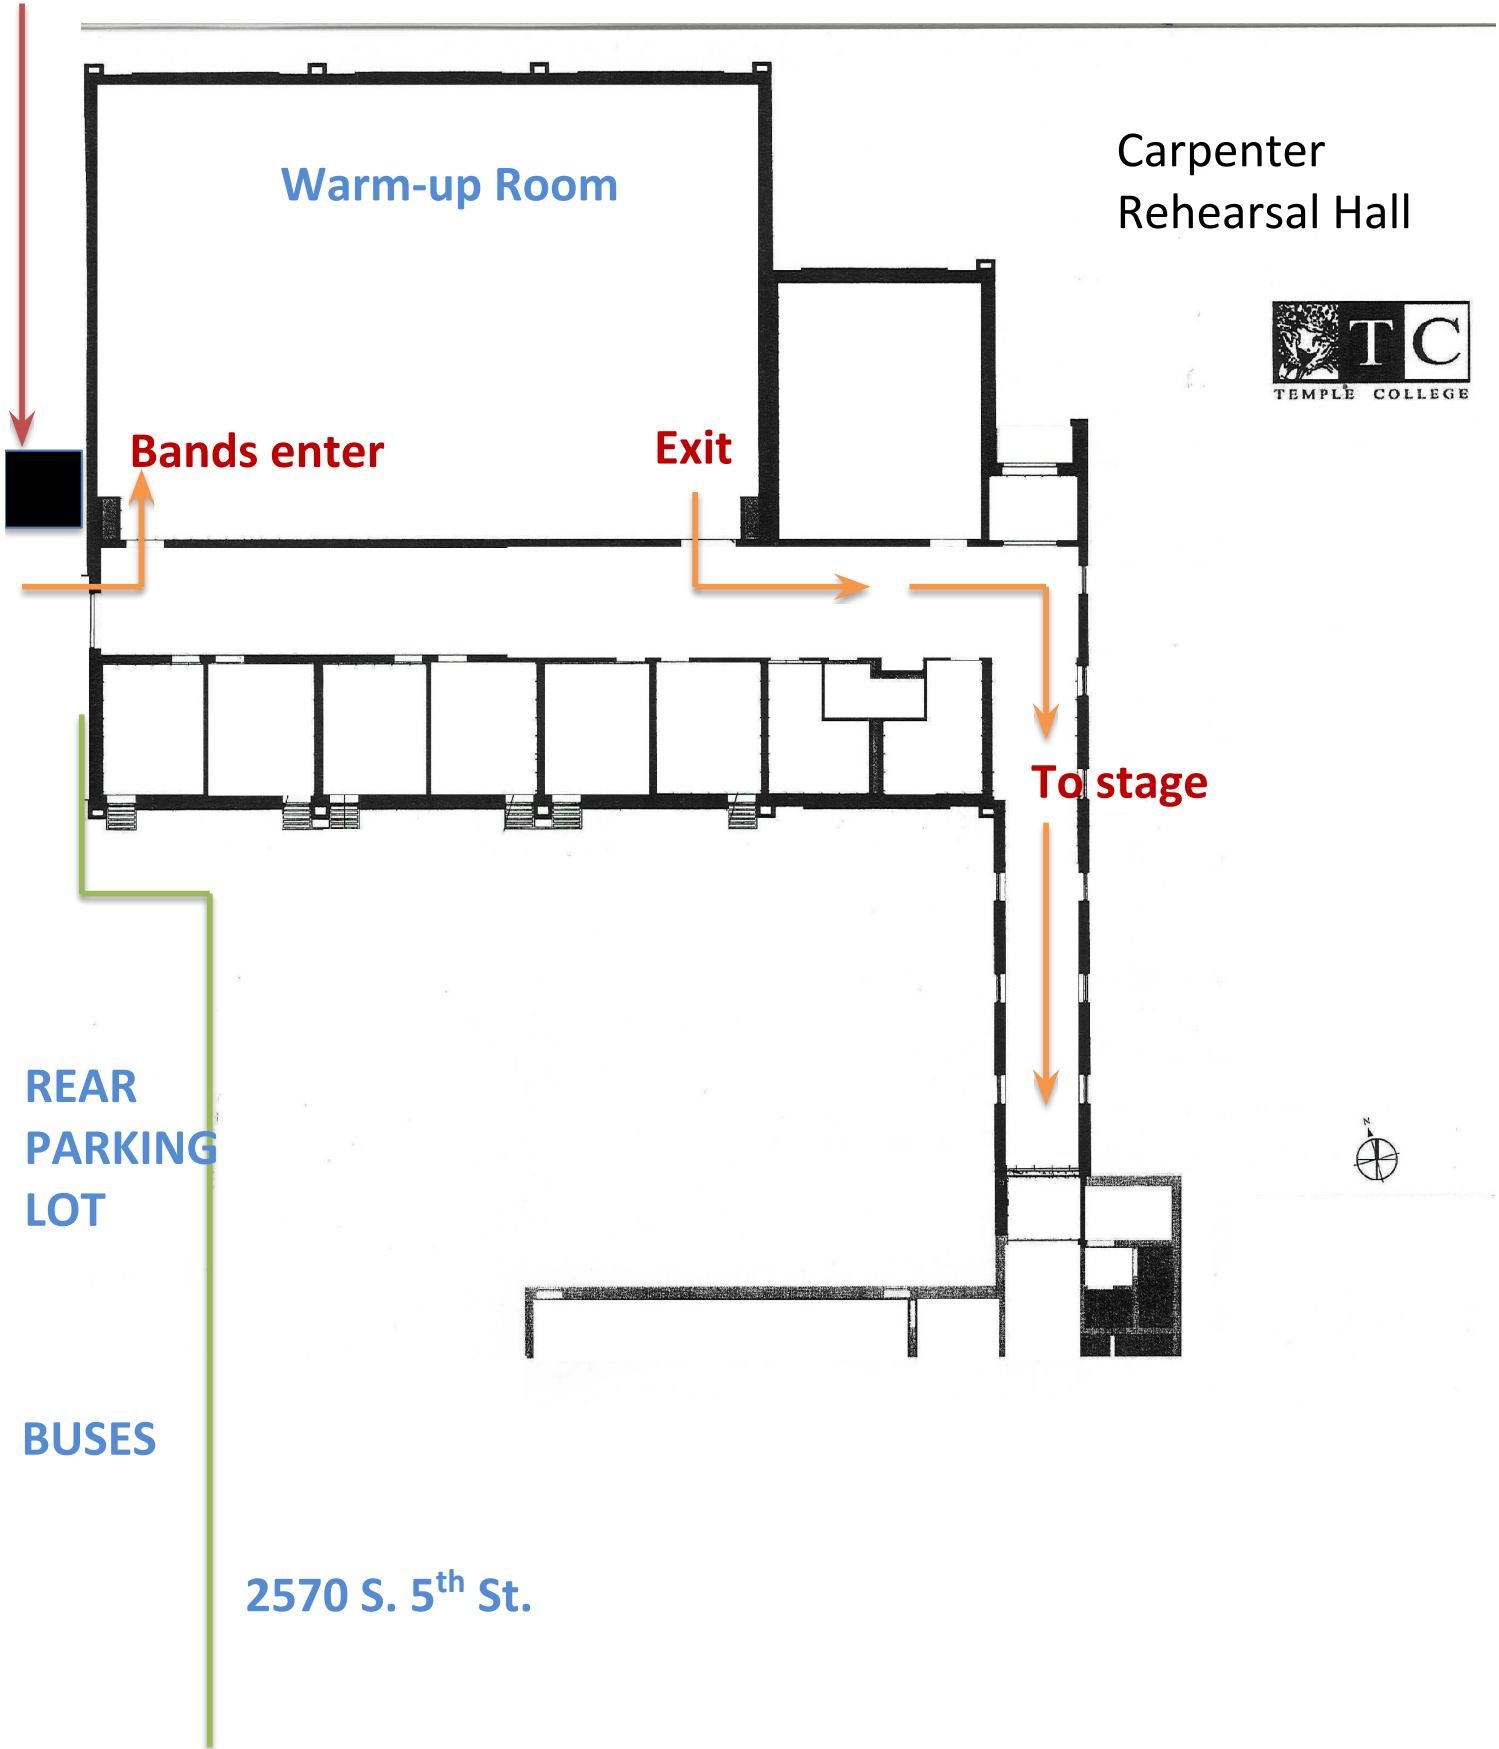 Carpenter
Rehearsal Hall
Warm-up Room
T C
TEMPLE COLLEGE
Bands enter
Exit
To stage
REAR
PARKING
LOT
N
BUSES
2570 S. 5th St.